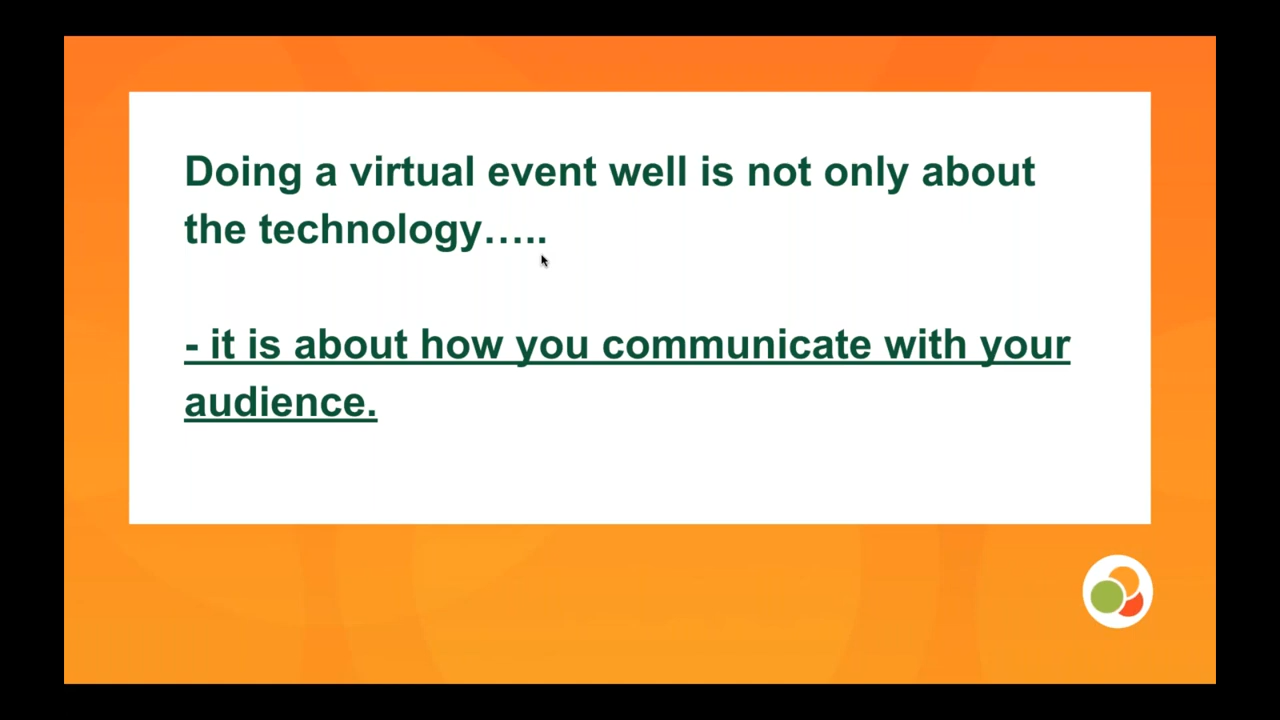 Doing a virtual event well is not only about
the technology…..
- it is about how you communicate with your
audience.